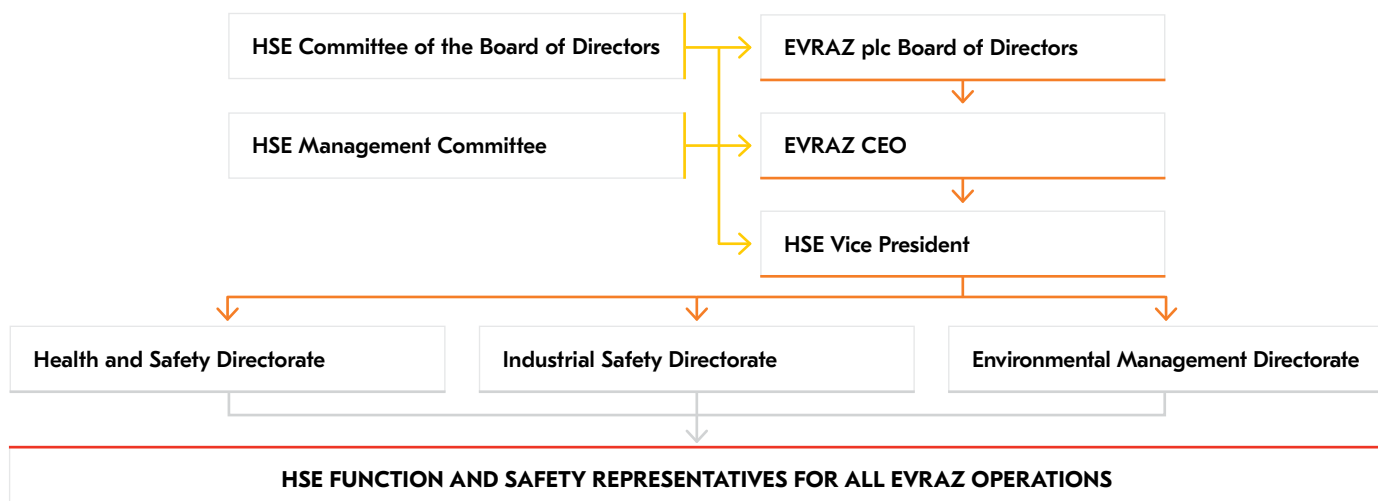 HSE Committee of the Board of Directors
EVRAZ plc Board of Directors
HSE Management Committee
EVRAZ CEO
HSE Vice President
Health and Safety Directorate
Industrial Safety Directorate
Environmental Management Directorate
HSE FUNCTION AND SAFETY REPRESENTATIVES FOR ALL EVRAZ OPERATIONS